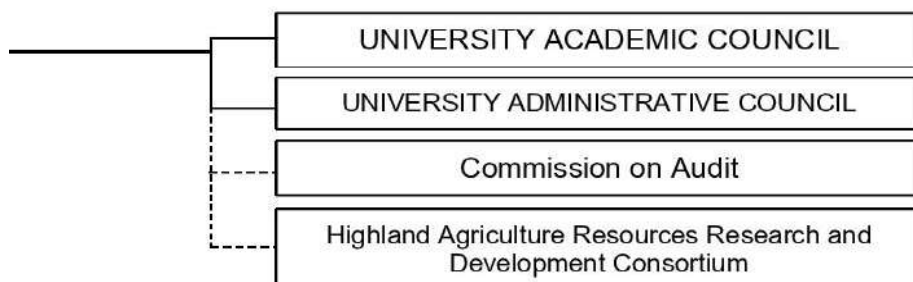 UNIVERSITY ACADEMIC COUNCIL
UNIVERSITY ADMINISTRATIVE COUNCIL
Commission on Audit
Highland Agriculture Resources Research and
Development Consortium